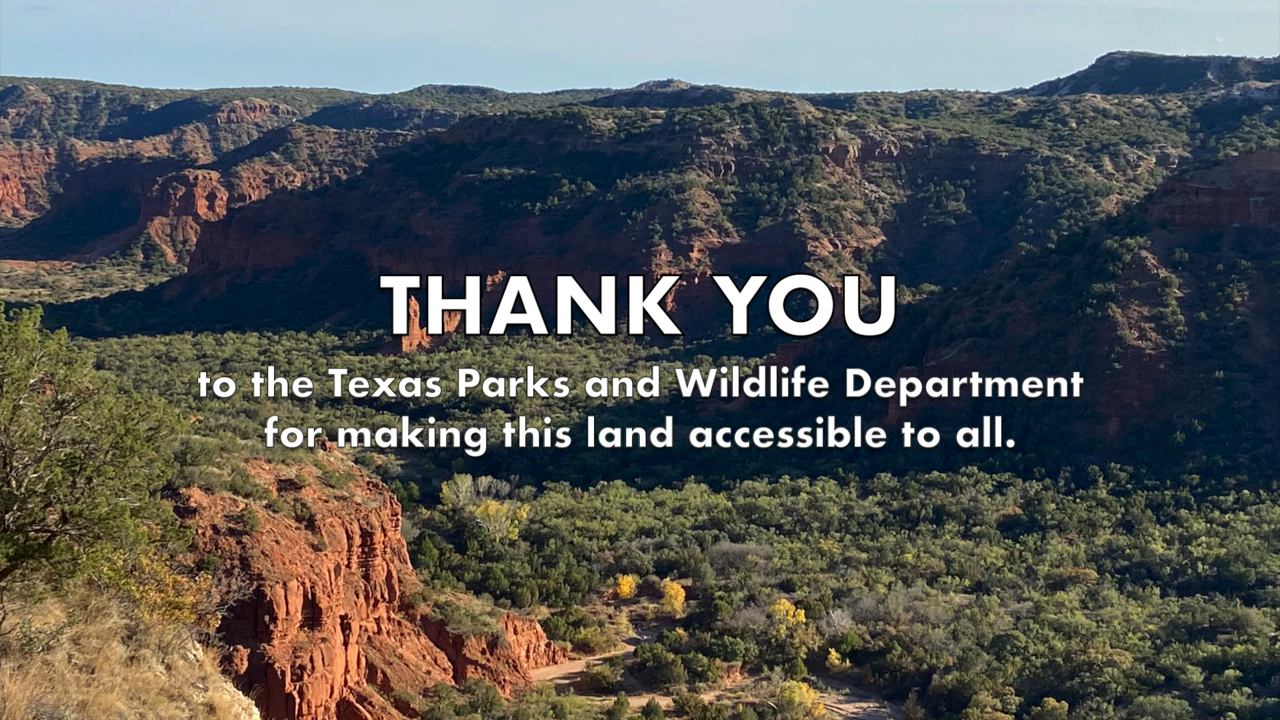 THANK YOU
to the Texas Parks and Wildlife Department
for making this land accessible to all.